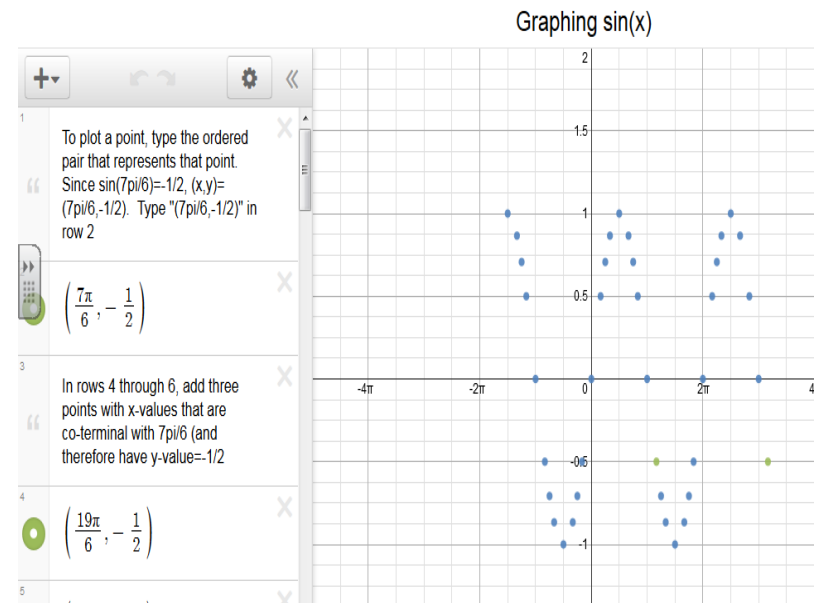 Graphing sin(x)
1
To plot a point, type the ordered
pair that represents that point.
Since sin(7pi/6)=-1/2, (x,y)=
(7pi/6,-1/2).  Type "(7pi/6,-1/2)" in
row 2
(7π/6, -1/2)
3
In rows 4 through 6, add three
points with x-values that are
co-terminal with 7pi/6 (and
therefore have y-value=-1/2
4
(19π/6, -1/2)
5
2
1.5
1
0.5
-4π
-2π
0
2π
4
-1